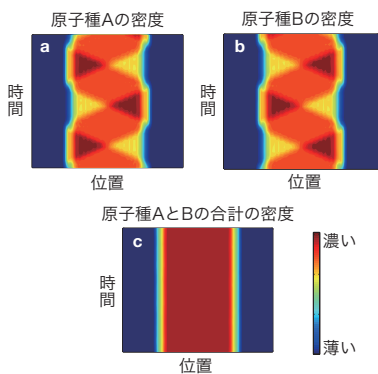 原子種Aの密度
原子種Bの密度
a
b
時間
時間
位置
位置
原子種AとBの合計の密度
c
濃い
時間
薄い
位置